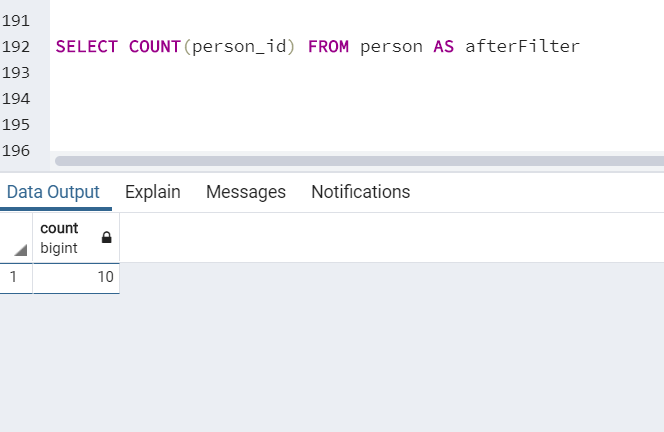 191
192 SELECT COUNT(person_id) FROM person AS afterFilter
193
194
195
196
Data Output Explain Messages Notifications
count
bigint
1 10